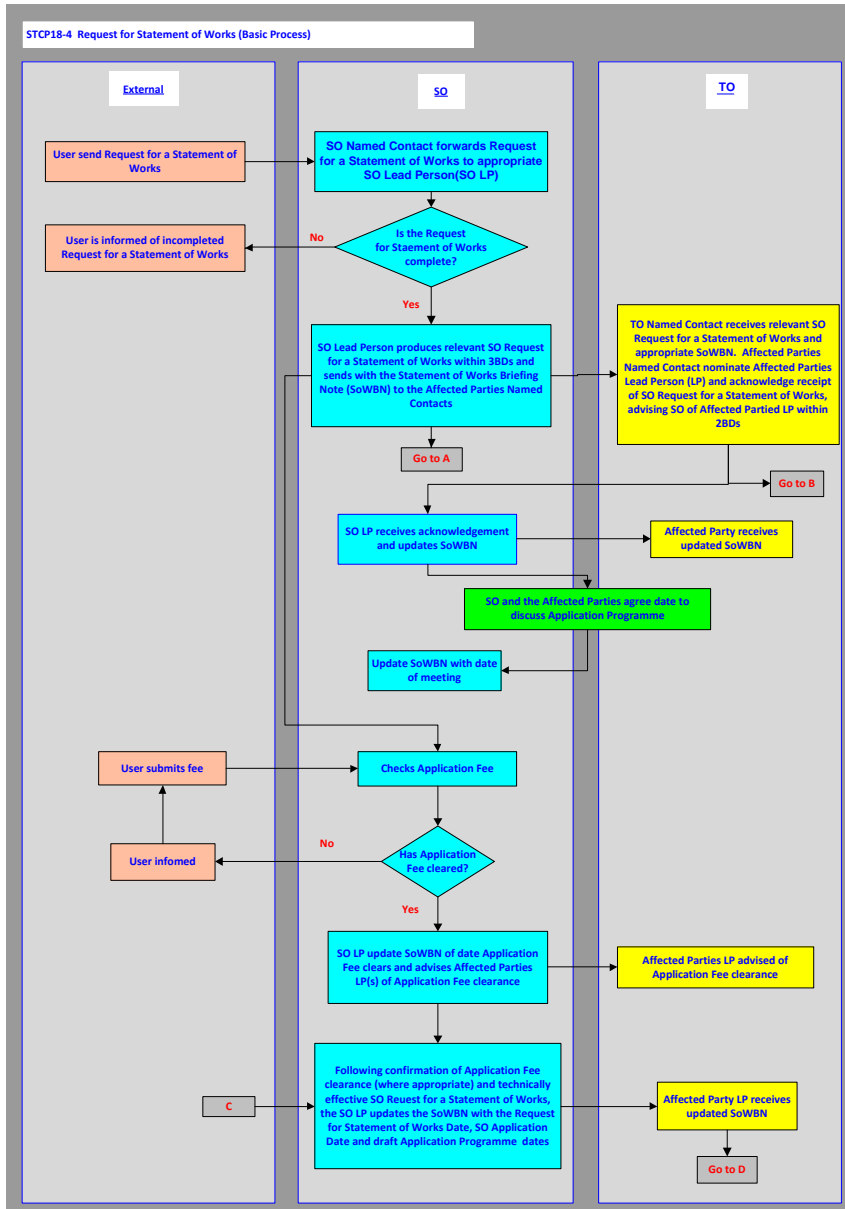 STCP18-4 Request for Statement of Works (Basic Process)
External
SO
TO
User send Request for a Statement of
Works
SO Named Contact forwards Request
for a Statement of Works to appropriate
SO Lead Person(SO LP)
Is the Request
for Staement of Works
complete?
No
User is informed of incompleted
Request for a Statement of Works
Yes
SO Lead Person produces relevant SO Request
for a Statement of Works within 3BDs and
sends with the Statement of Works Briefing
Note (SoWBN) to the Affected Parties Named
Contacts
TO Named Contact receives relevant SO
Request for a Statement of Works and
appropriate SoWBN. Affected Parties
Named Contact nominate Affected Parties
Lead Person (LP) and acknowledge receipt
of SO Request for a Statement of Works,
advising SO of Affected Partied LP within
2BDs
Go to A
Go to B
SO LP receives acknowledgement
and updates SoWBN
Affected Party receives
updated SoWBN
SO and the Affected Parties agree date to
discuss Application Programme
Update SoWBN with date
of meeting
User submits fee
Checks Application Fee
No
User infomed
Has Application
Fee cleared?
Yes
SO LP update SoWBN of date Application
Fee clears and advises Affected Parties
LP(s) of Application Fee clearance
Affected Parties LP advised of
Application Fee clearance
C
Following confirmation of Application Fee
clearance (where appropriate) and technically
effective SO Reuest for a Statement of Works,
the SO LP updates the SoWBN with the Request
for Statement of Works Date, SO Application
Date and draft Application Programme dates
Affected Party LP receives
updated SoWBN
Go to D